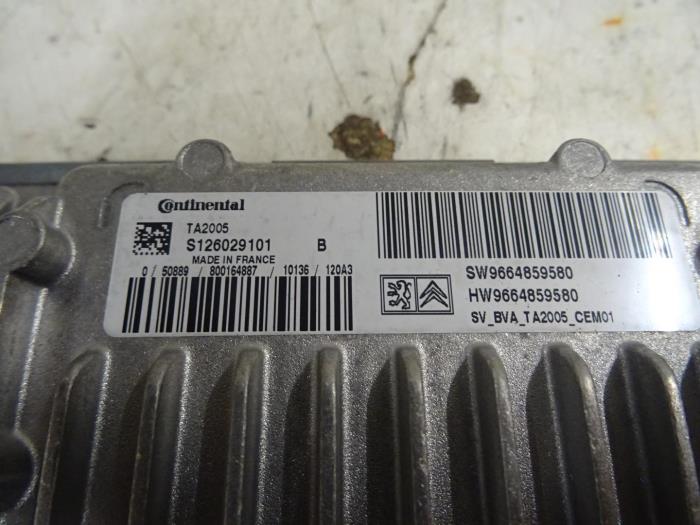 Continental
TA2005
S126029101 B
MADE IN FRANCE
0 / 50889 / 800164887 / 10136 / 120A3
SW9664859580
HW9664859580
SV_BVA_TA2005_CEM01